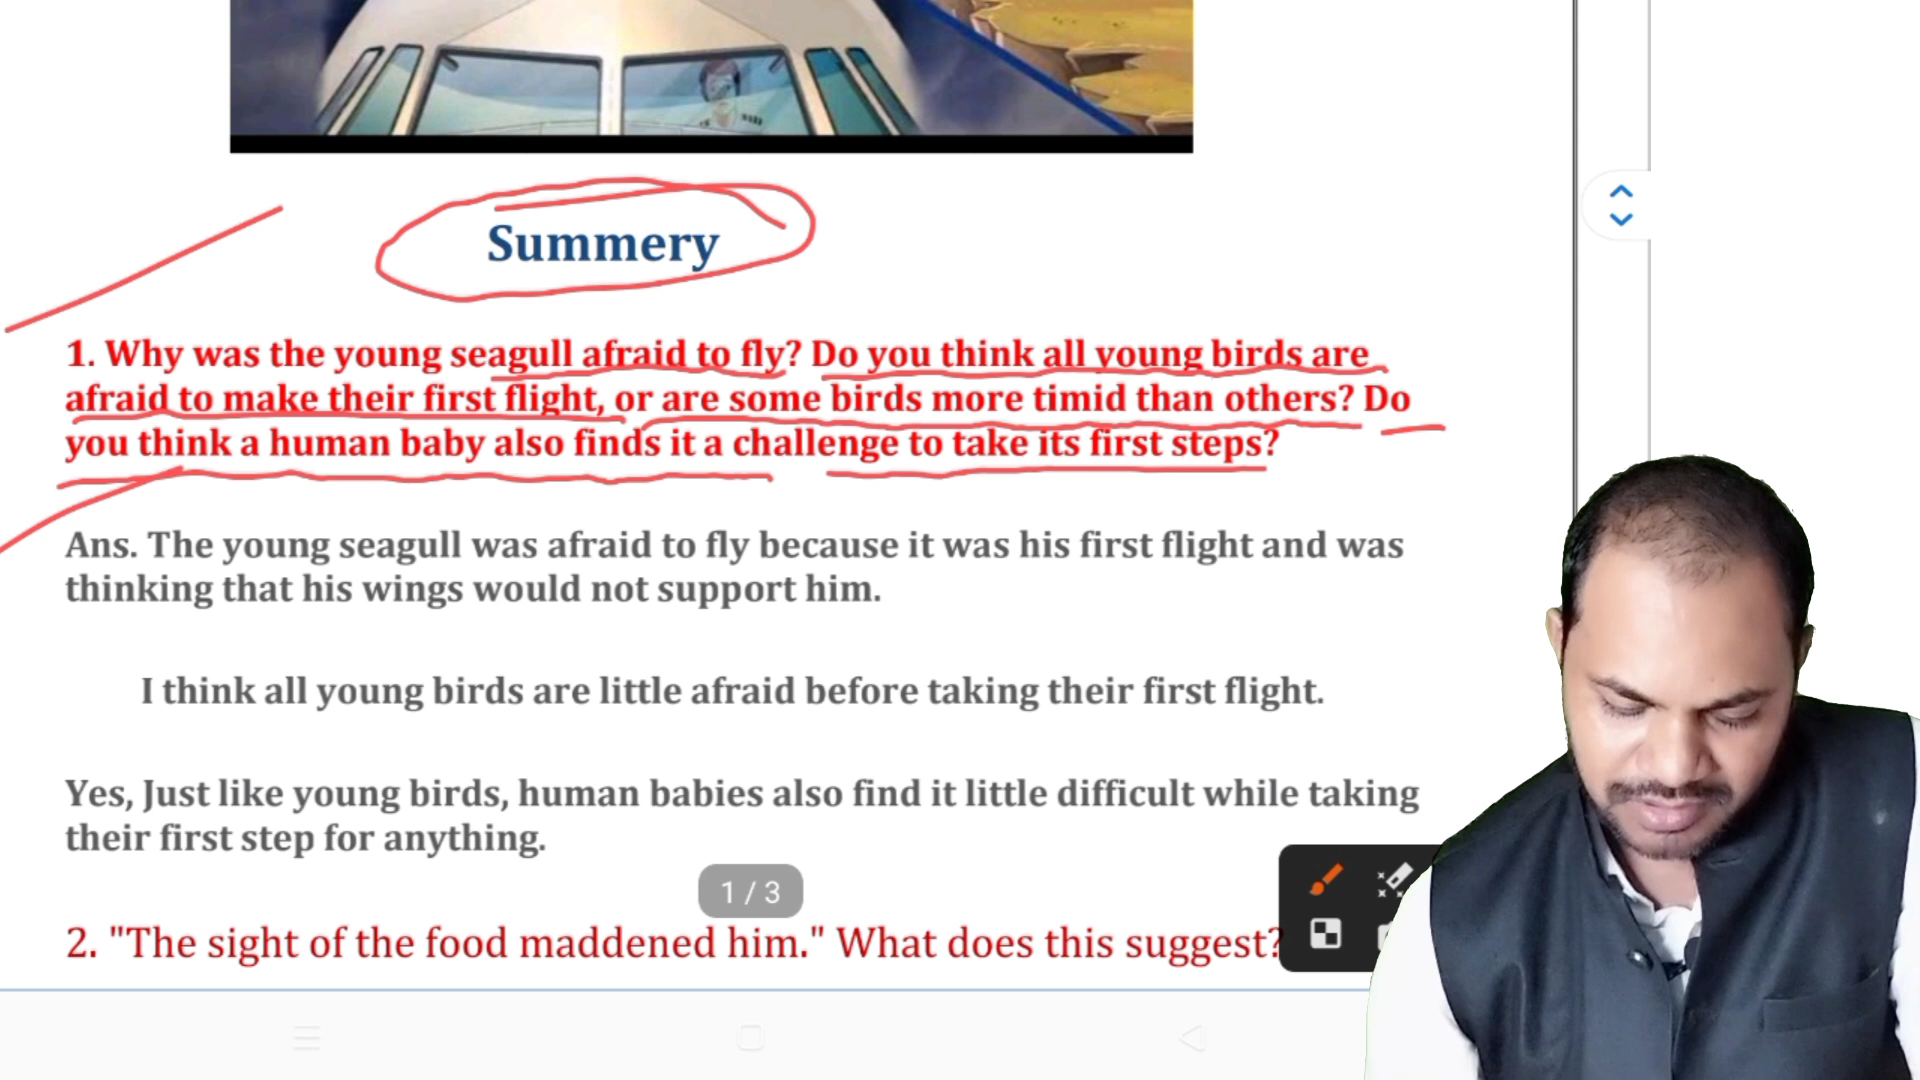 Summery
1. Why was the young seagull afraid to fly? Do you think all young birds are
afraid to make their first flight, or are some birds more timid than others? Do
you think a human baby also finds it a challenge to take its first steps?
Ans. The young seagull was afraid to fly because it was his first flight and was
thinking that his wings would not support him.
I think all young birds are little afraid before taking their first flight.
Yes, Just like young birds, human babies also find it little difficult while taking
their first step for anything.
1 / 3
2. "The sight of the food maddened him." What does this suggest?